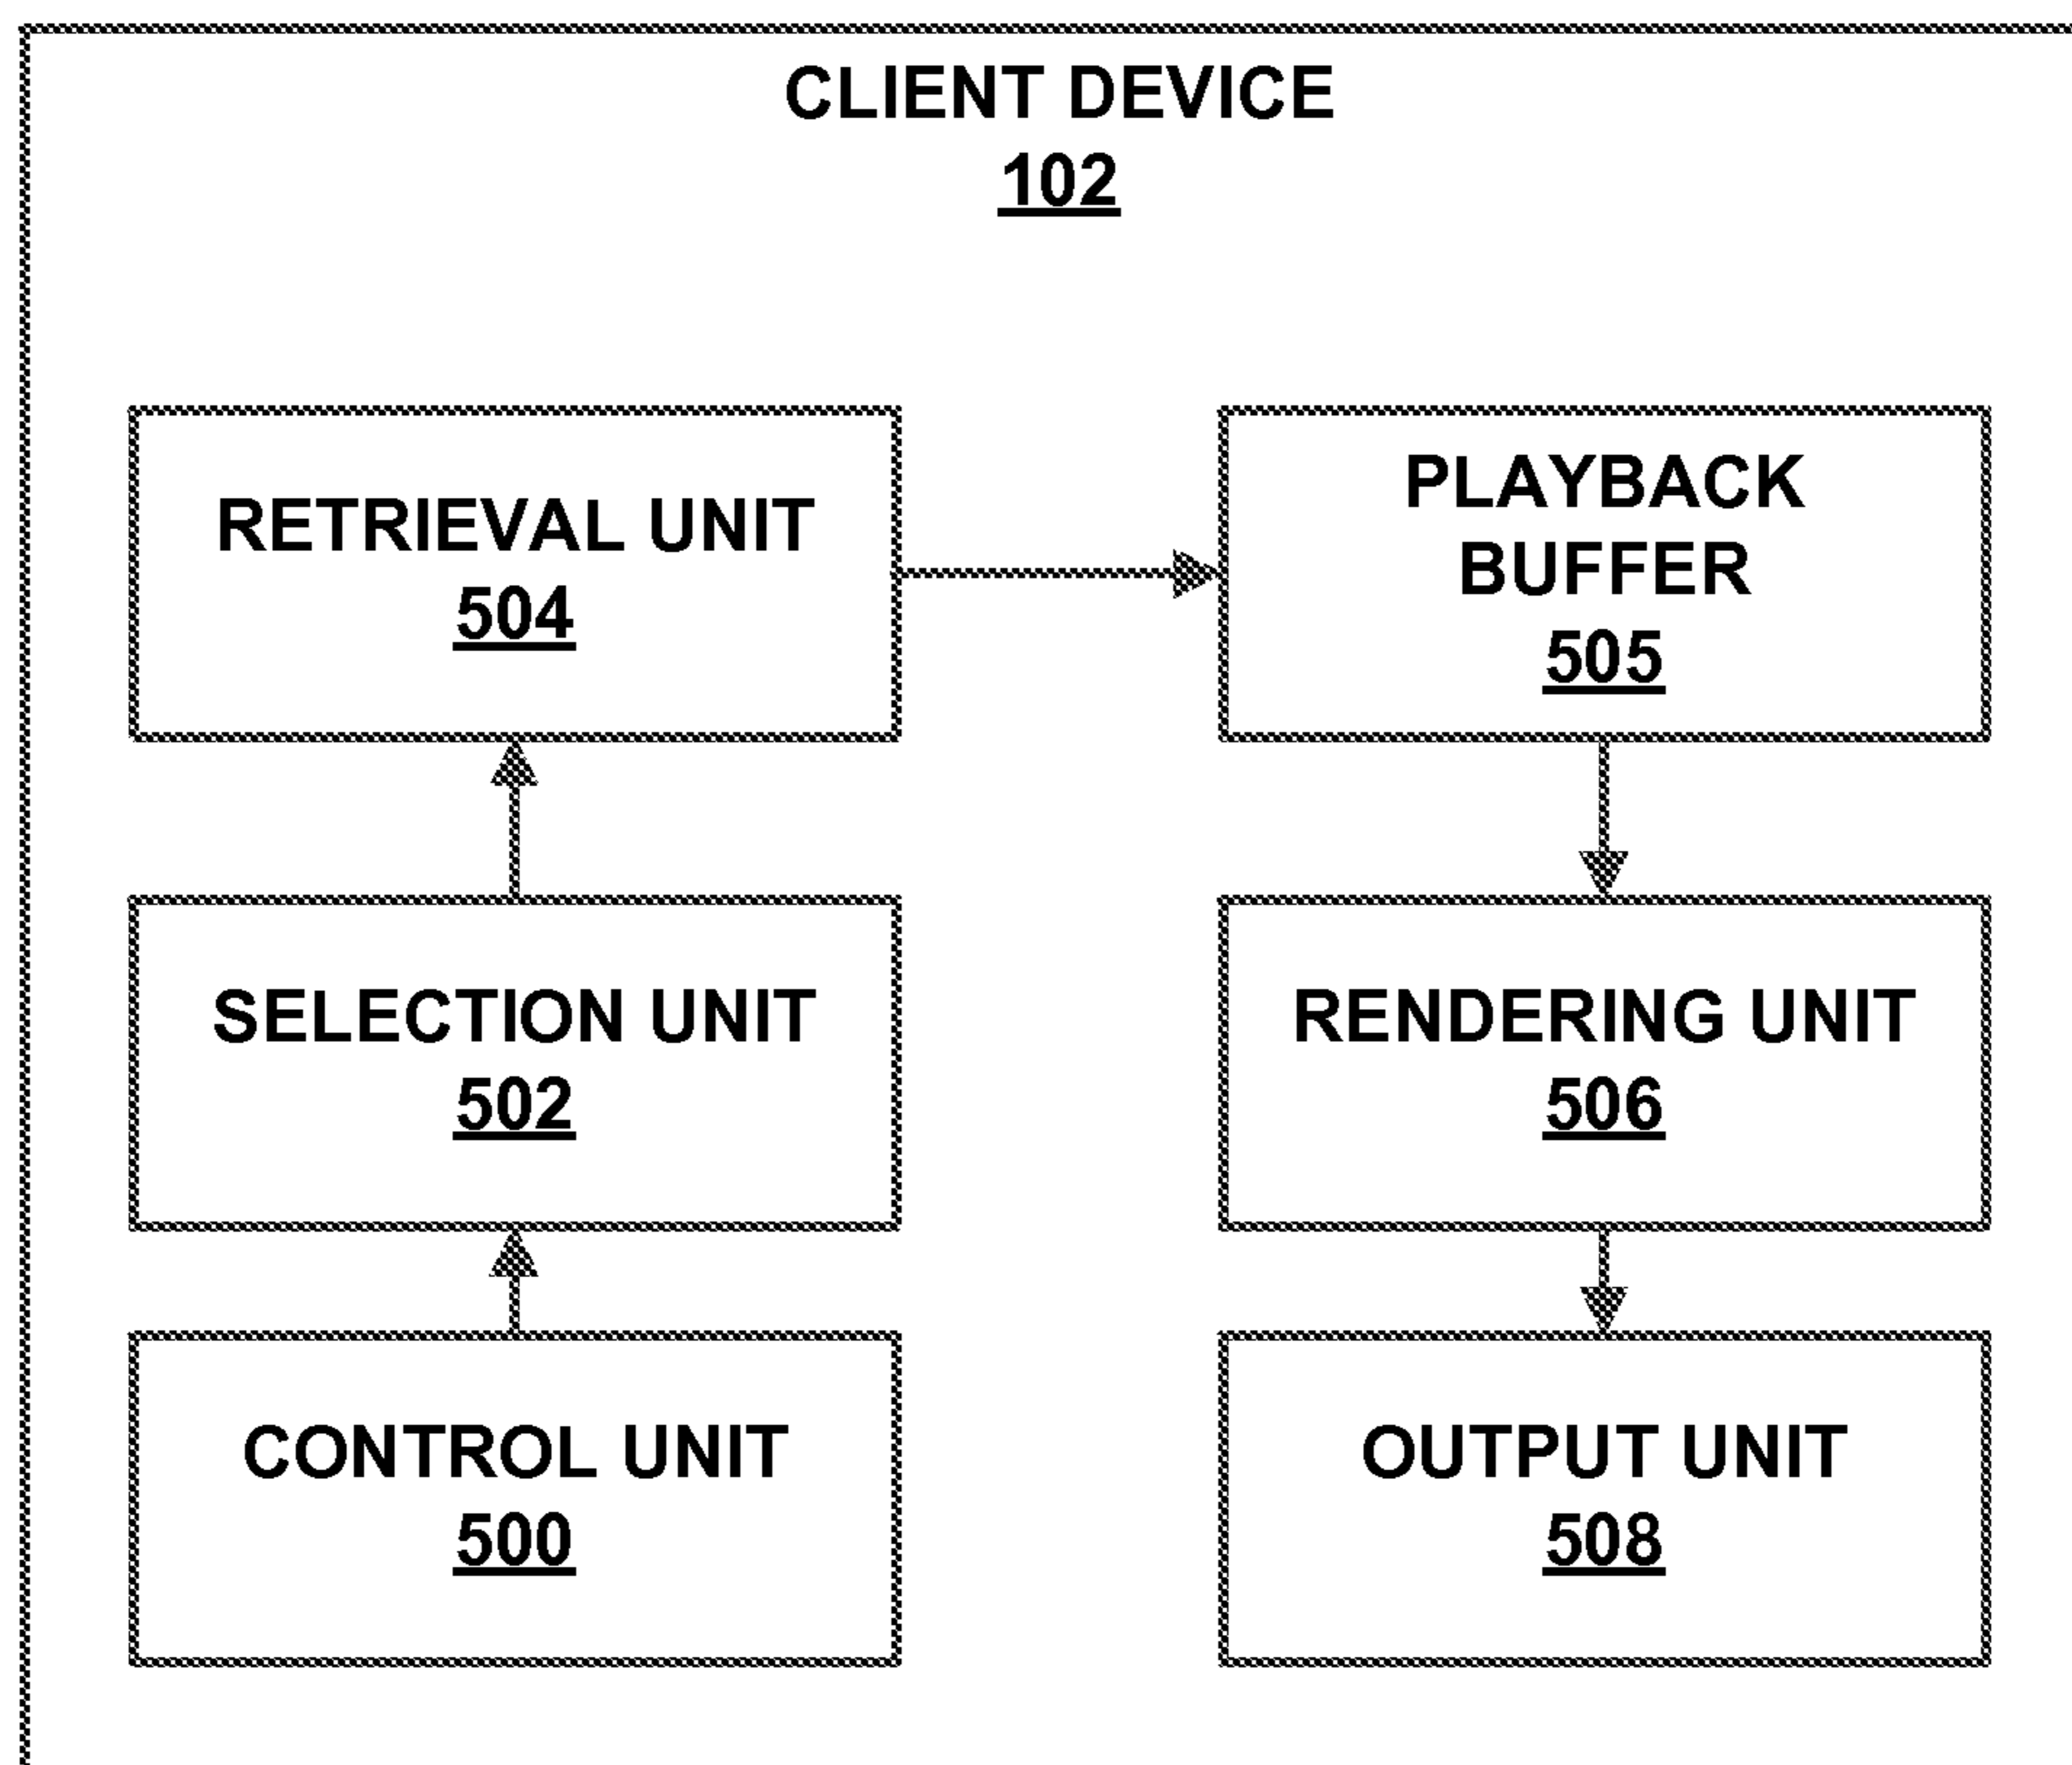 CLIENT DEVICE
102
RETRIEVAL UNIT
504
PLAYBACK
BUFFER
505
SELECTION UNIT
502
RENDERING UNIT
506
CONTROL UNIT
500
OUTPUT UNIT
508